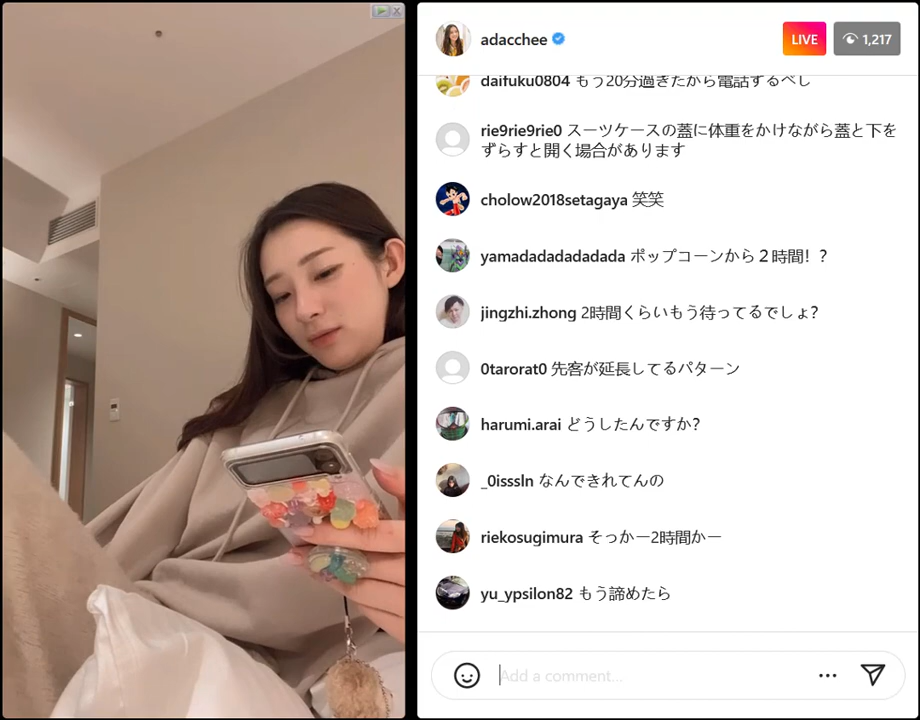 adacchee
LIVE
1,217
daifuku0804 もう20分過ぎたから電話するべし
rie9rie9rie0 スーツケースの蓋に体重をかけながら蓋と下を
ずらすと開く場合があります
cholow2018setagaya 笑笑
yamadadadadadada ポップコーンから２時間！？
jingzhi.zhong 2時間くらいもう待ってるでしょ？
0tarorat0 先客が延長してるパターン
harumi.arai どうしたんですか？
_0isssln なんできれてんの
riekosugimura そっかー2時間かー
yu_ypsilon82 もう諦めたら
Add a comment...